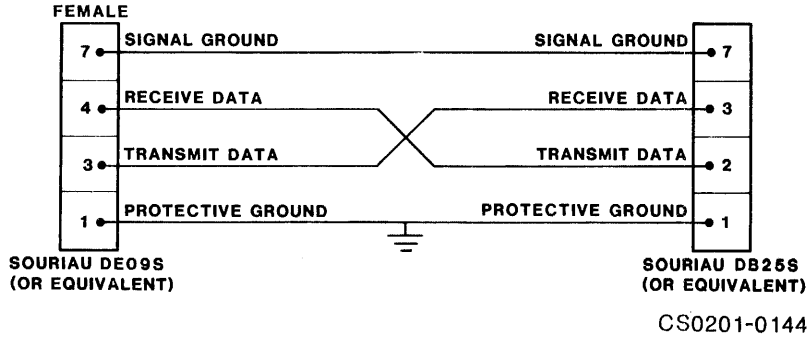 FEMALE
7 SIGNAL GROUND SIGNAL GROUND 7
4 RECEIVE DATA RECEIVE DATA 3
3 TRANSMIT DATA TRANSMIT DATA 2
1 PROTECTIVE GROUND PROTECTIVE GROUND 1
SOURIAU DE09S
(OR EQUIVALENT)
SOURIAU DB25S
(OR EQUIVALENT)
CS0201-0144